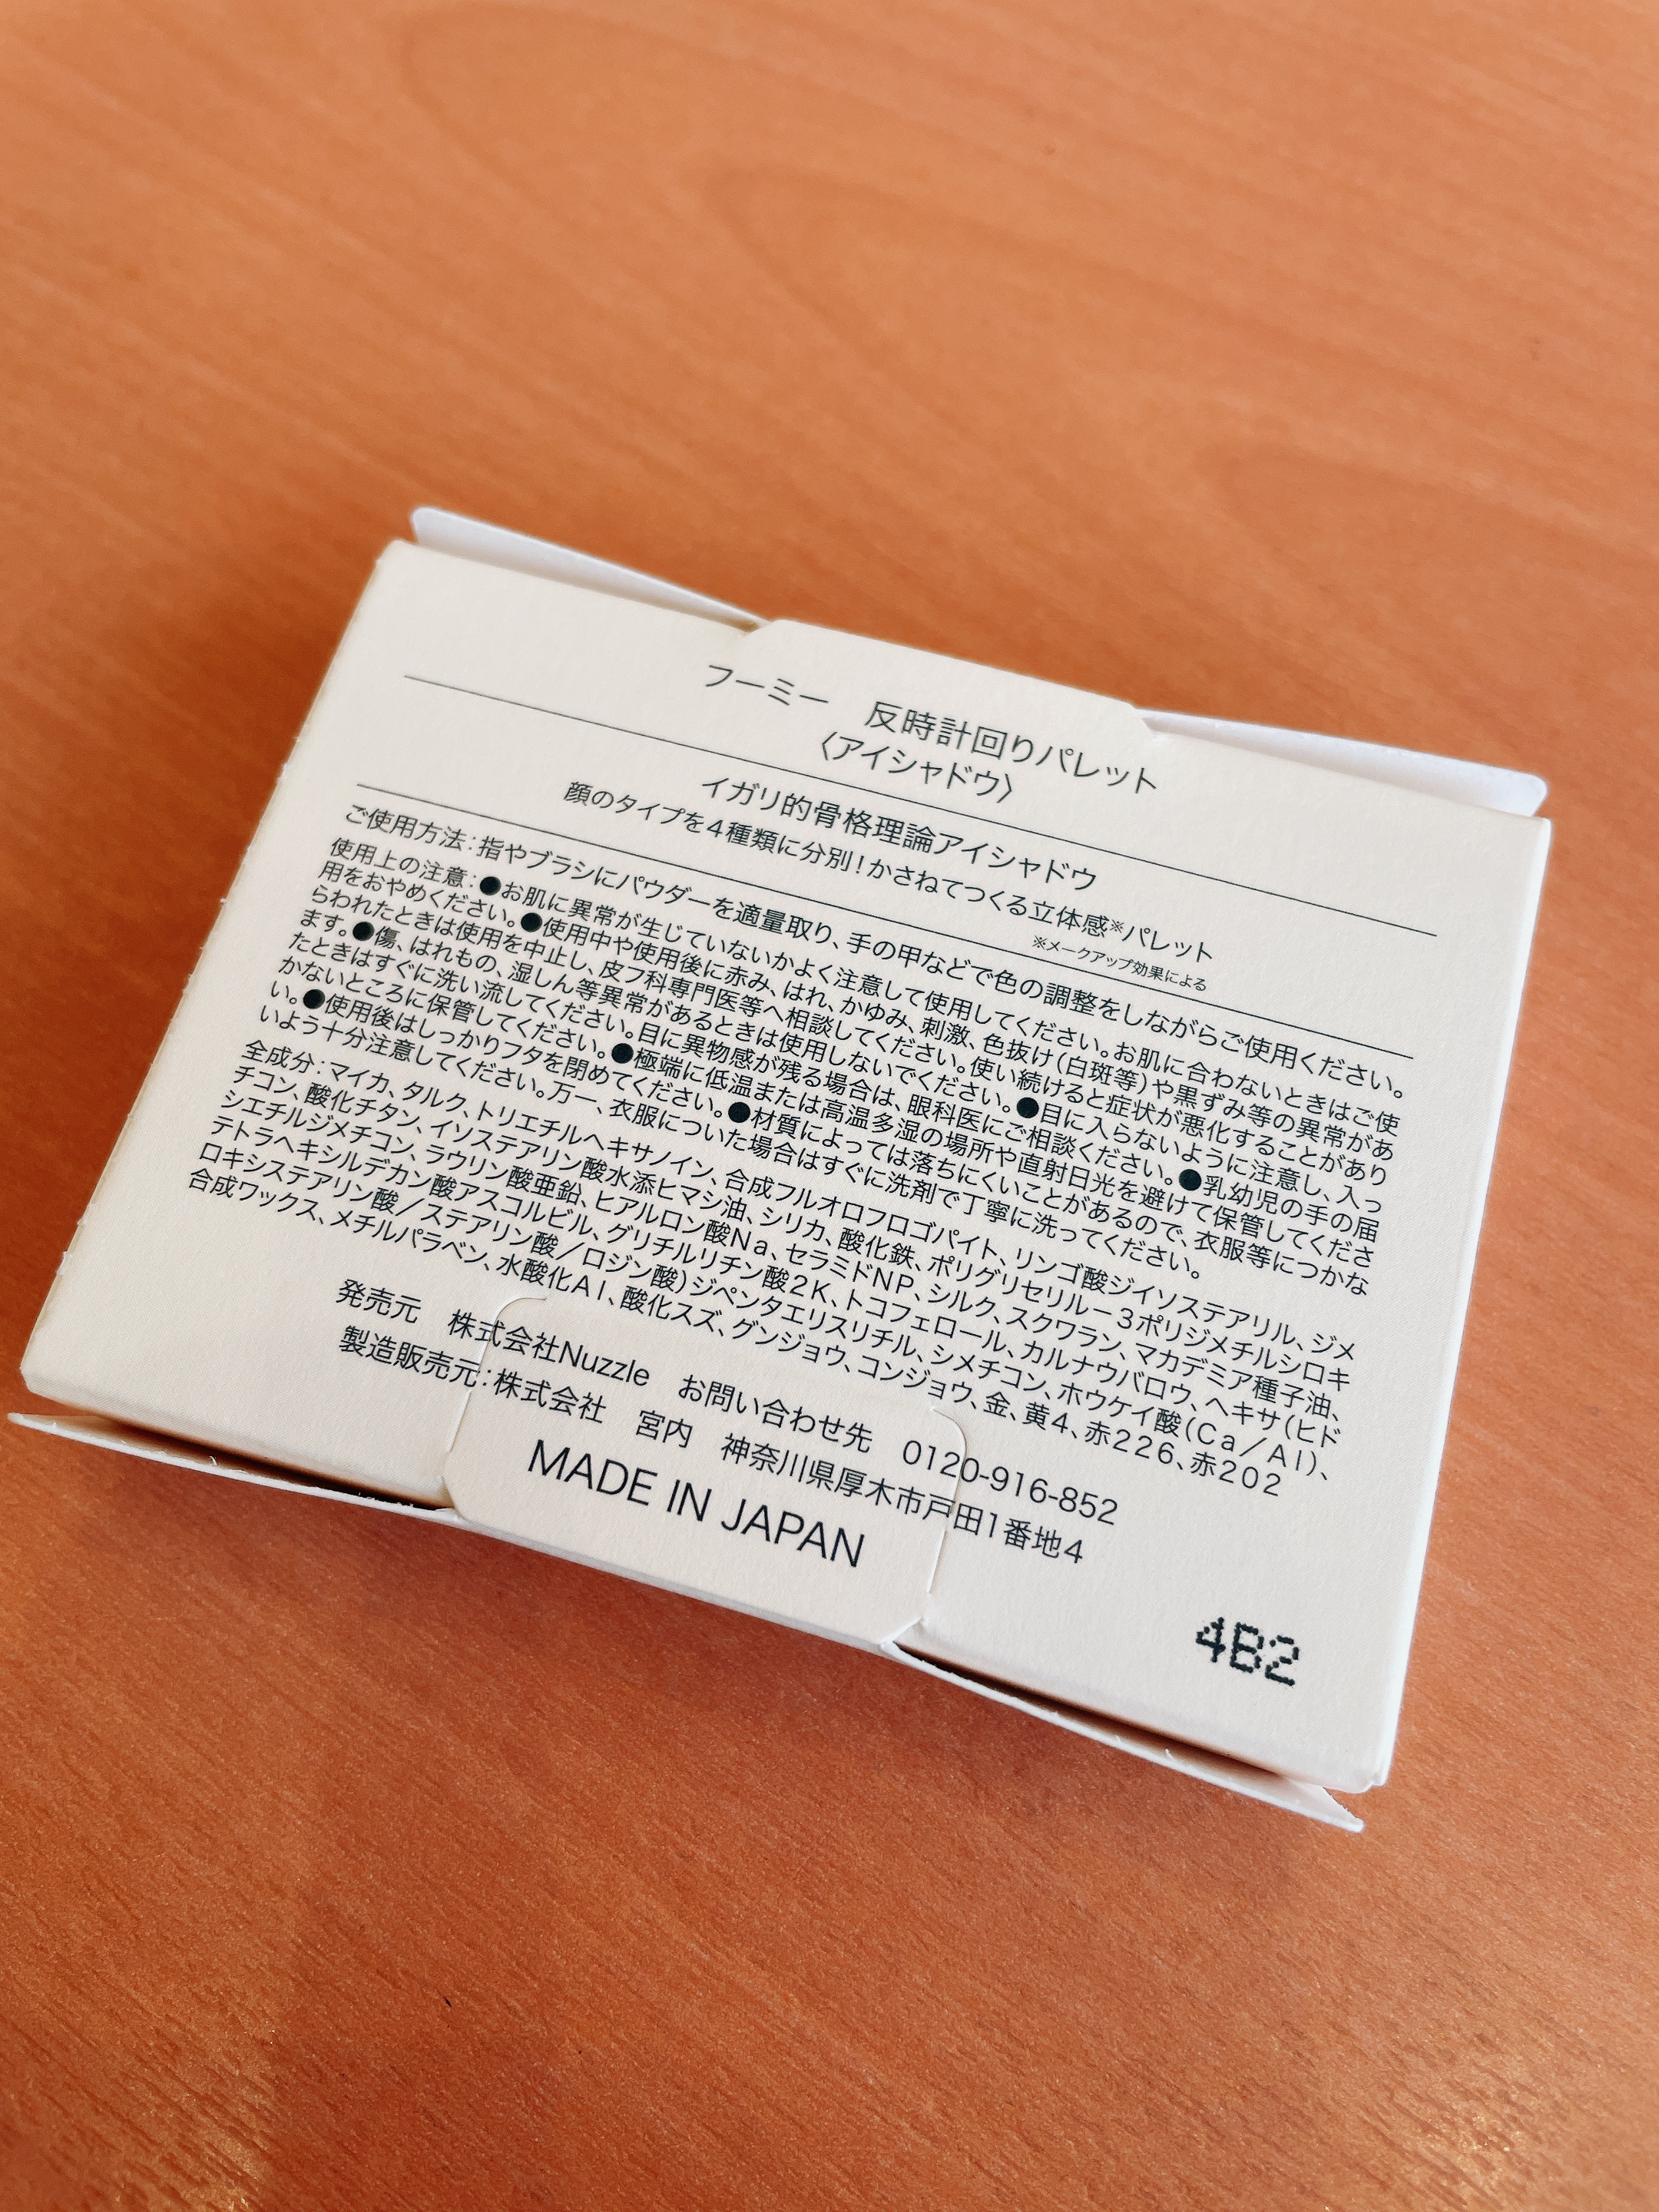 フーミー 反時計回りパレット
〈アイシャドウ〉
イガリ的骨格理論アイシャドウ
顔のタイプを4種類に分別！かさねてつくる立体感※パレット
※メークアップ効果による
ご使用方法：指やブラシにパウダーを適量取り、手の甲などで色の調整をしながらご使用ください。
使用上の注意：●お肌に異常が生じていないかよく注意して使用してください。お肌に合わないときはご使
用をおやめください。●使用中や使用後に赤み、はれ、かゆみ、刺激、色抜け（白斑等）や黒ずみ等の異常があ
らわれたときは使用を中止し、皮フ科専門医等へ相談してください。使い続けると症状が悪化することがあり
ます。●傷、はれもの、湿しん等異常があるときは使用しないでください。●目に入らないように注意し、入っ
たときはすぐに洗い流してください。目に異物感が残る場合は、眼科医にご相談ください。●乳幼児の手の届
かないところに保管してください。●極端に低温または高温多湿の場所や直射日光を避けて保管してくださ
い。●使用後はしっかりフタを閉めてください。●材質によっては落ちにくいことがあるので、衣服等につかな
いよう十分注意してください。万一、衣服についた場合はすぐに洗剤で丁寧に洗ってください。
全成分：マイカ、タルク、トリエチルヘキサノイン、合成フルオロフロゴパイト、リンゴ酸ジイソステアリル、ジメ
チコン、酸化チタン、イソステアリン酸水添ヒマシ油、シリカ、酸化鉄、ポリグリセリル－3ポリジメチルシロキ
シエチルジメチコン、ラウリン酸亜鉛、ヒアルロン酸Na、セラミドNP、シルク、スクワラン、マカデミア種子油、
テトラヘキシルデカン酸アスコルビル、グリチルリチン酸2K、トコフェロール、カルナウバロウ、ヘキサ（ヒド
ロキシステアリン酸／ステアリン酸／ロジン酸）ジペンタエリスリチル、シメチコン、ホウケイ酸（Ca／Al）、
合成ワックス、メチルパラベン、水酸化Al、酸化スズ、グンジョウ、コンジョウ、金、黄4、赤226、赤202
発売元 株式会社Nuzzle お問い合わせ先 0120-916-852
製造販売元：株式会社 宮内 神奈川県厚木市戸田1番地4
MADE IN JAPAN
4B2